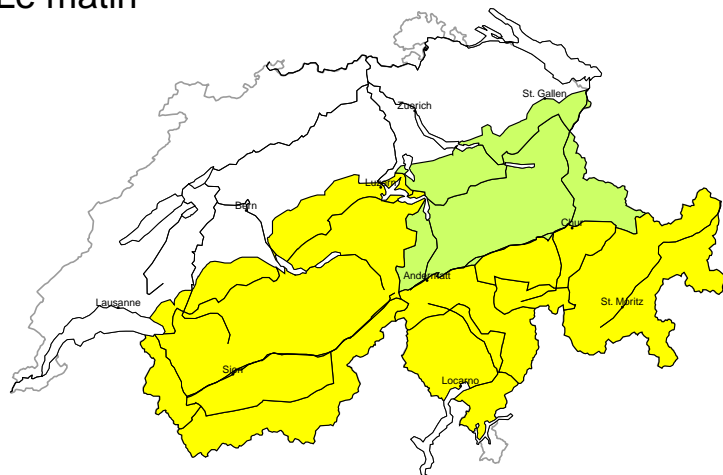 Le matin
St. Gallen
Zuerich
Luzern
Bern
Chur
Andermatt
Lausanne
St. Moritz
Sion
Locarno